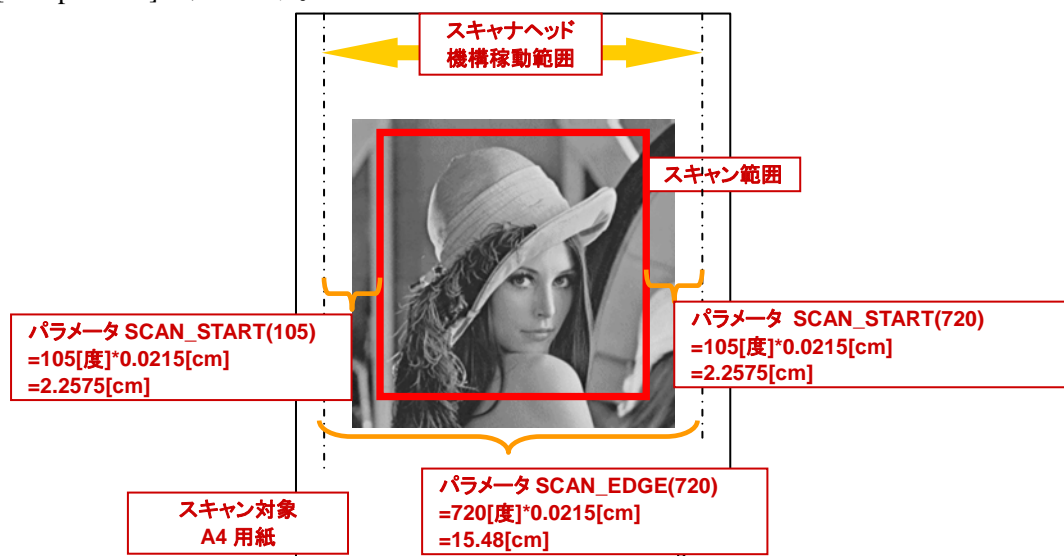 スキャナヘッド
機構稼動範囲
スキャン範囲
パラメータ SCAN_START(105)
=105[度]*0.0215[cm]
=2.2575[cm]
パラメータ SCAN_START(720)
=105[度]*0.0215[cm]
=2.2575[cm]
パラメータ SCAN_EDGE(720)
=720[度]*0.0215[cm]
=15.48[cm]
スキャン対象
A4 用紙